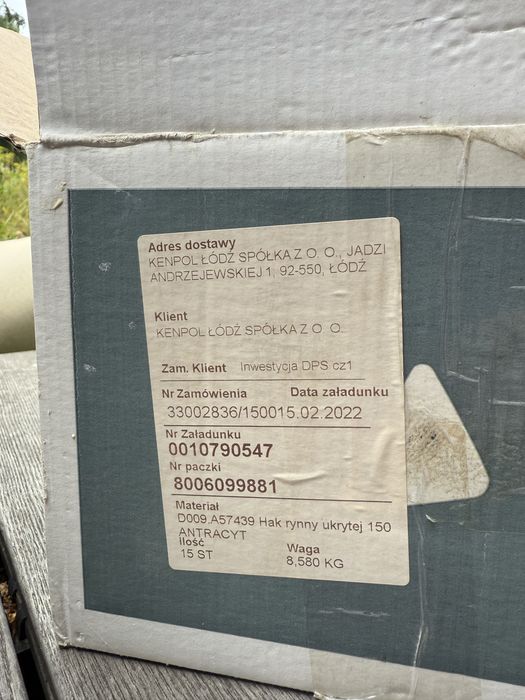 Adres dostawy
KENPOL ŁÓDŹ SPÓŁKA Z O. O., JADZI
ANDRZEJEWSKIEJ 1, 92-550, ŁÓDŹ
Klient
KENPOL ŁÓDŹ SPÓŁKA Z O. O.
Zam. Klient Inwestycja DPS cz1
Nr Zamówienia Data załadunku
33002836/150015.02.2022
Nr Załadunku
0010790547
Nr paczki
8006099881
Materiał
D009.A57439 Hak rynny ukrytej 150
ANTRACYT
Ilość Waga
15 ST 8,580 KG